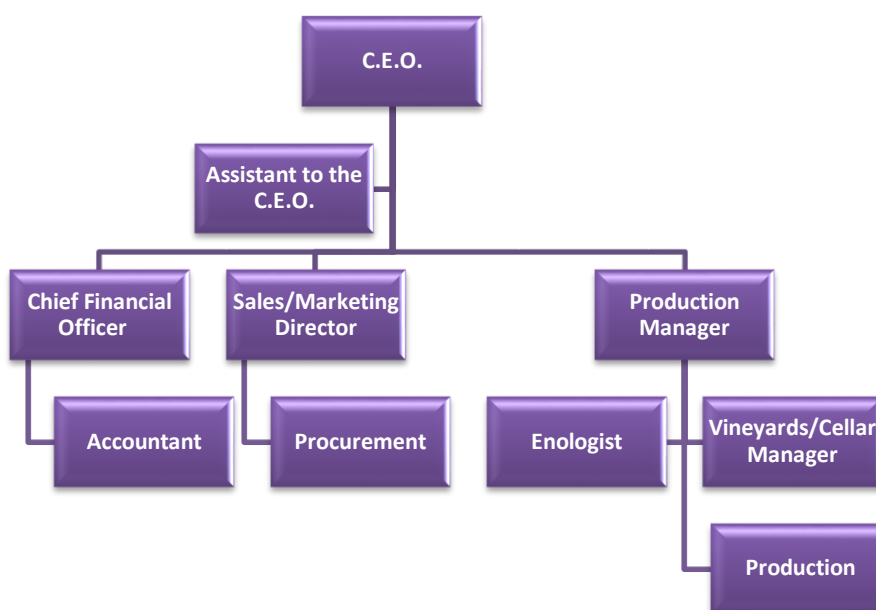 C.E.O.
Assistant to the
C.E.O.
Chief Financial
Officer
Sales/Marketing
Director
Production
Manager
Accountant
Procurement
Enologist
Vineyards/Cellar
Manager
Production